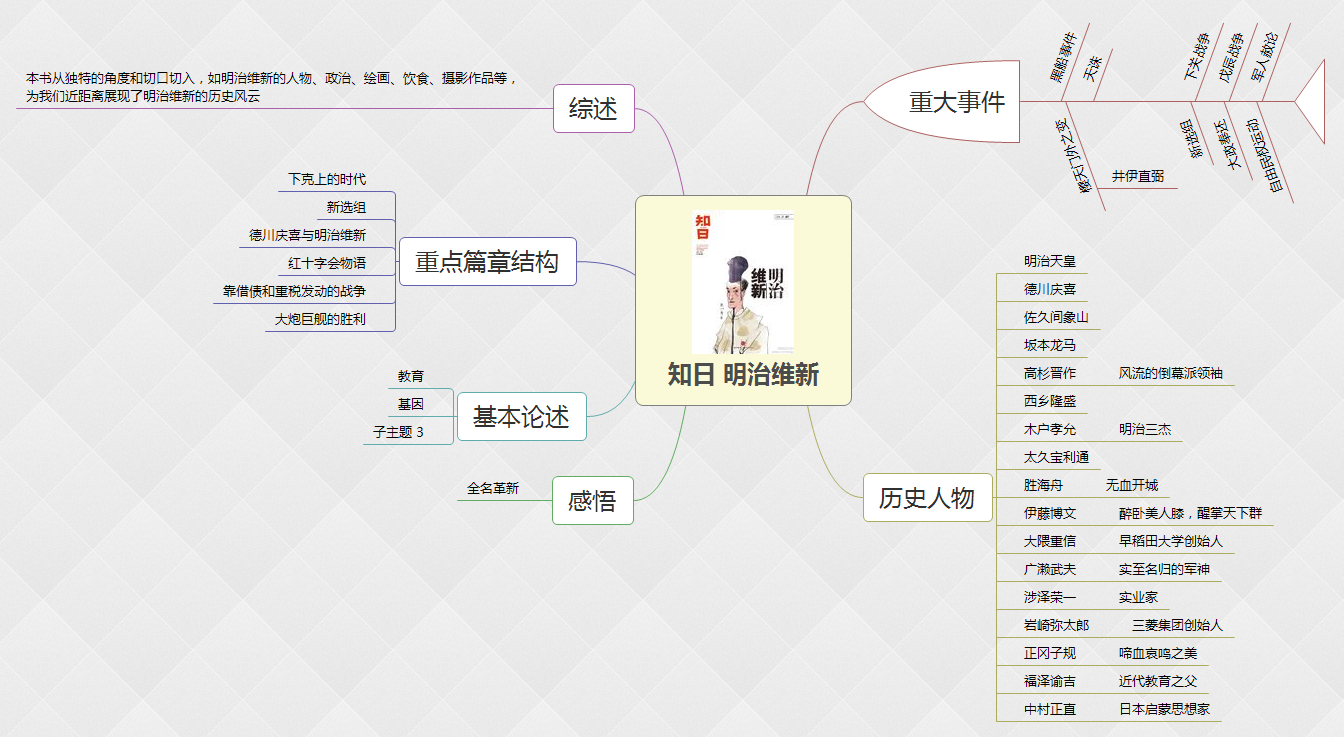 本书从独特的角度和切口切入，如明治维新的人物、政治、绘画、饮食、摄影作品等，
为我们近距离展现了明治维新的历史风云
综述
下克上的时代
新选组
德川庆喜与明治维新
红十字会物语
靠借债和重税发动的战争
大炮巨舰的胜利
重点篇章结构
教育
基因
子主题 3
基本论述
全名革新
感悟
知日
明治
维新
知日 明治维新
重大事件
黑船事件
天诛
下关战争
戊辰战争
军人敕论
樱天门外之变
井伊直弼
新选组
大政奉还
自由民权运动
历史人物
明治天皇
德川庆喜
佐久间象山
坂本龙马
高杉晋作 风流的倒幕派领袖
西乡隆盛
木户孝允 明治三杰
太久宝利通
胜海舟 无血开城
伊藤博文 醉卧美人膝，醒掌天下群
大隈重信 早稻田大学创始人
广濑武夫 实至名归的军神
涉泽荣一 实业家
岩崎弥太郎 三菱集团创始人
正冈子规 啼血哀鸣之美
福泽谕吉 近代教育之父
中村正直 日本启蒙思想家